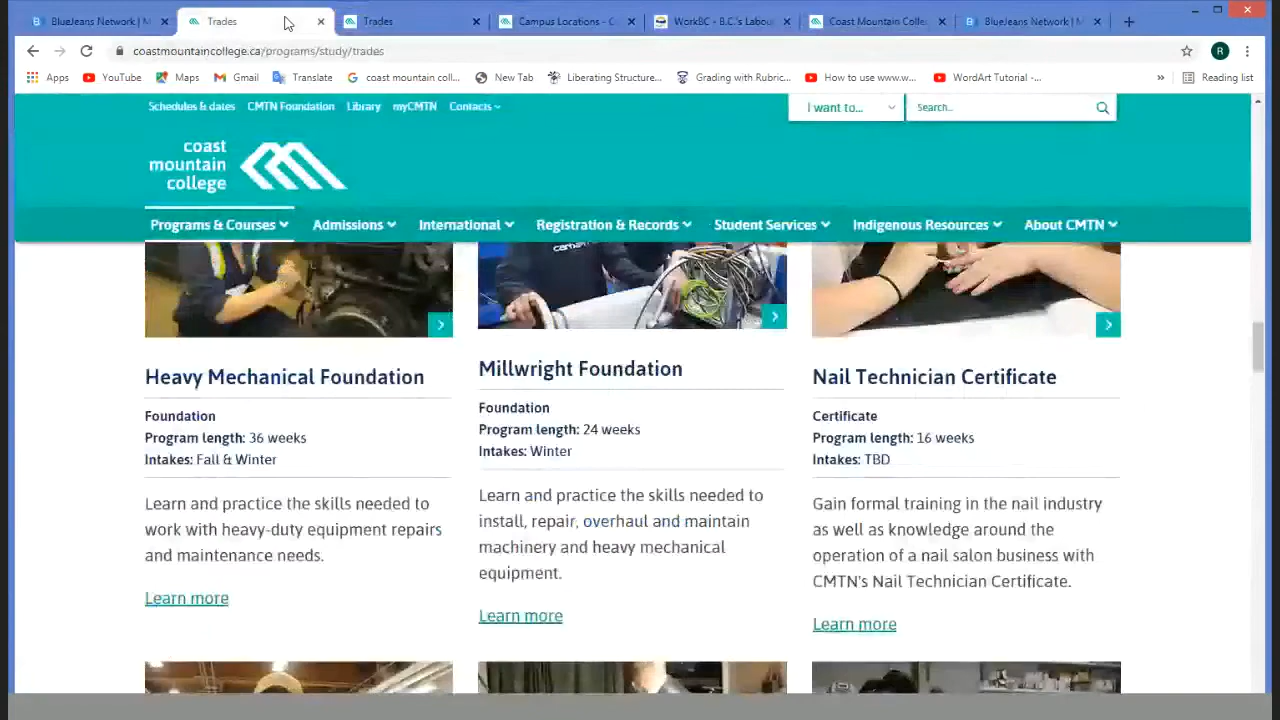 BlueJeans Network | M
Trades
Trades
Campus Locations - C
WorkBC - B.C.'s Labou
Coast Mountain Colle
BlueJeans Network | M
coastmountaincollege.ca/programs/study/trades
R
Apps
YouTube
Maps
Gmail
Translate
coast mountain coll...
New Tab
Liberating Structure...
Grading with Rubric...
How to use www.w...
WordArt Tutorial -...
»
Reading list
Schedules & dates
CMTN Foundation
Library
myCMTN
Contacts
I want to...
Search...
coast
mountain
college
Programs & Courses
Admissions
International
Registration & Records
Student Services
Indigenous Resources
About CMTN
Heavy Mechanical Foundation
Foundation
Program length: 36 weeks
Intakes: Fall & Winter
Learn and practice the skills needed to
work with heavy-duty equipment repairs
and maintenance needs.
Learn more
Millwright Foundation
Foundation
Program length: 24 weeks
Intakes: Winter
Learn and practice the skills needed to
install, repair, overhaul and maintain
machinery and heavy mechanical
equipment.
Learn more
Nail Technician Certificate
Certificate
Program length: 16 weeks
Intakes: TBD
Gain formal training in the nail industry
as well as knowledge around the
operation of a nail salon business with
CMTN's Nail Technician Certificate.
Learn more